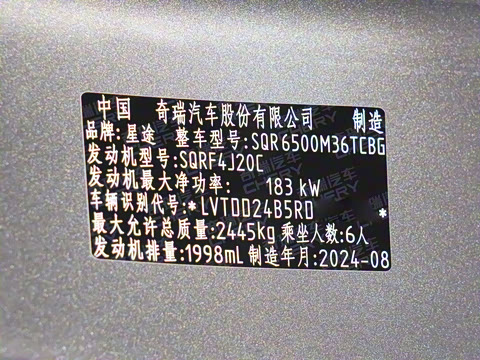 中国 奇瑞汽车股份有限公司 制造
品牌:星途 整车型号:SQR6500M36TCBG
发动机型号:SQRF4J20C
发动机最大净功率: 183 kW
车辆识别代号:*LVTDD24B5RD *
最大允许总质量:2445kg 乘坐人数:6人
发动机排量:1998mL 制造年月:2024-08